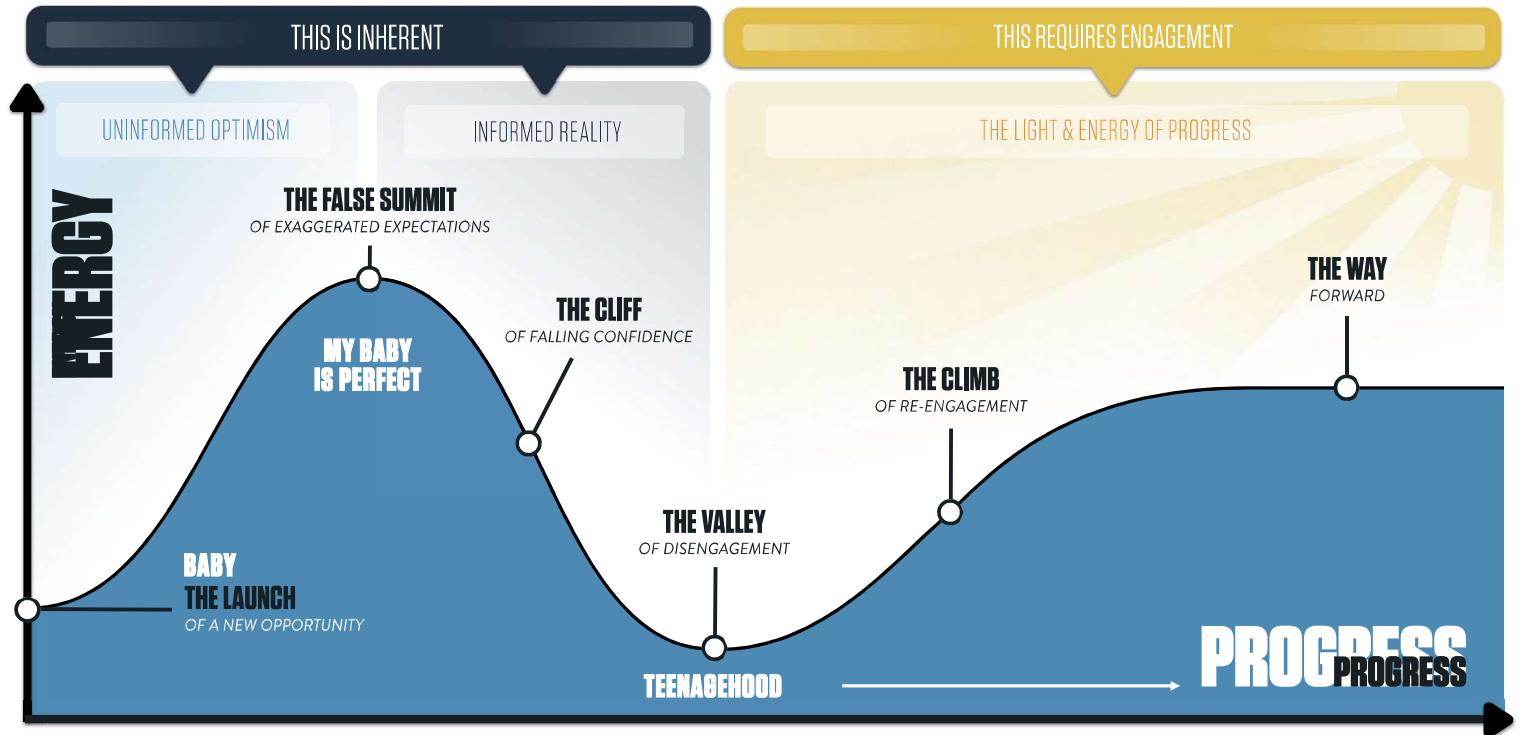 THIS IS INHERENT
THIS REQUIRES ENGAGEMENT
UNINFORMED OPTIMISM
INFORMED REALITY
THE LIGHT & ENERGY OF PROGRESS
ENERGY
THE FALSE SUMMIT
OF EXAGGERATED EXPECTATIONS
MY BABY
IS PERFECT
THE CLIFF
OF FALLING CONFIDENCE
BABY
THE LAUNCH
OF A NEW OPPORTUNITY
THE VALLEY
OF DISENGAGEMENT
TEENAGEHOOD
THE CLIMB
OF RE-ENGAGEMENT
THE WAY
FORWARD
PROGRESS
PROGRESS